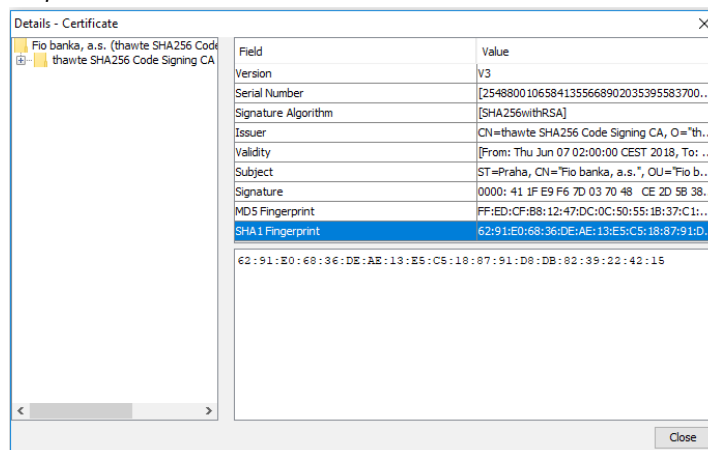 Details - Certificate
Fio banka, a.s. (thawte SHA256 Code
thawte SHA256 Code Signing CA
Field Value
Version V3
Serial Number [2548800106584135566890203539558370 0..
Signature Algorithm [SHA256withRSA]
Issuer CN=thawte SHA256 Code Signing CA, O="th..
Validity [From: Thu Jun 07 02:00:00 CEST 2018, To: ..
Subject ST=Praha, CN="Fio banka, a.s.", OU="Fio b..
Signature 0000: 41 1F E9 F6 7D 03 70 48 CE 2D 5B 38.
MD5 Fingerprint FF:ED:CF:B8:12:47:DC:0C:50:55:1B:37:C1:..
SHA1 Fingerprint 62:91:E0:68:36:DE:AE:13:E5:C5:18:87:91:D..
62:91:E0:68:36:DE:AE:13:E5:C5:18:87:91:D8:DB:82:39:22:42:15
Close